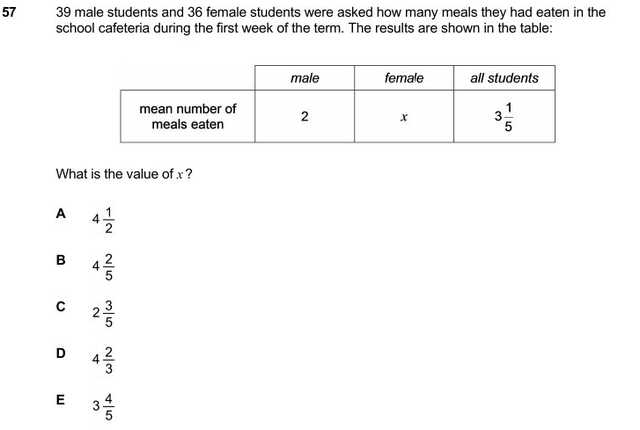 57 39 male students and 36 female students were asked how many meals they had eaten in the
school cafeteria during the first week of the term. The results are shown in the table:
male female all students
mean number of meals eaten 2 x 3 1/5
What is the value of x?
A 4 1/2
B 4 2/5
C 2 3/5
D 4 2/3
E 3 4/5